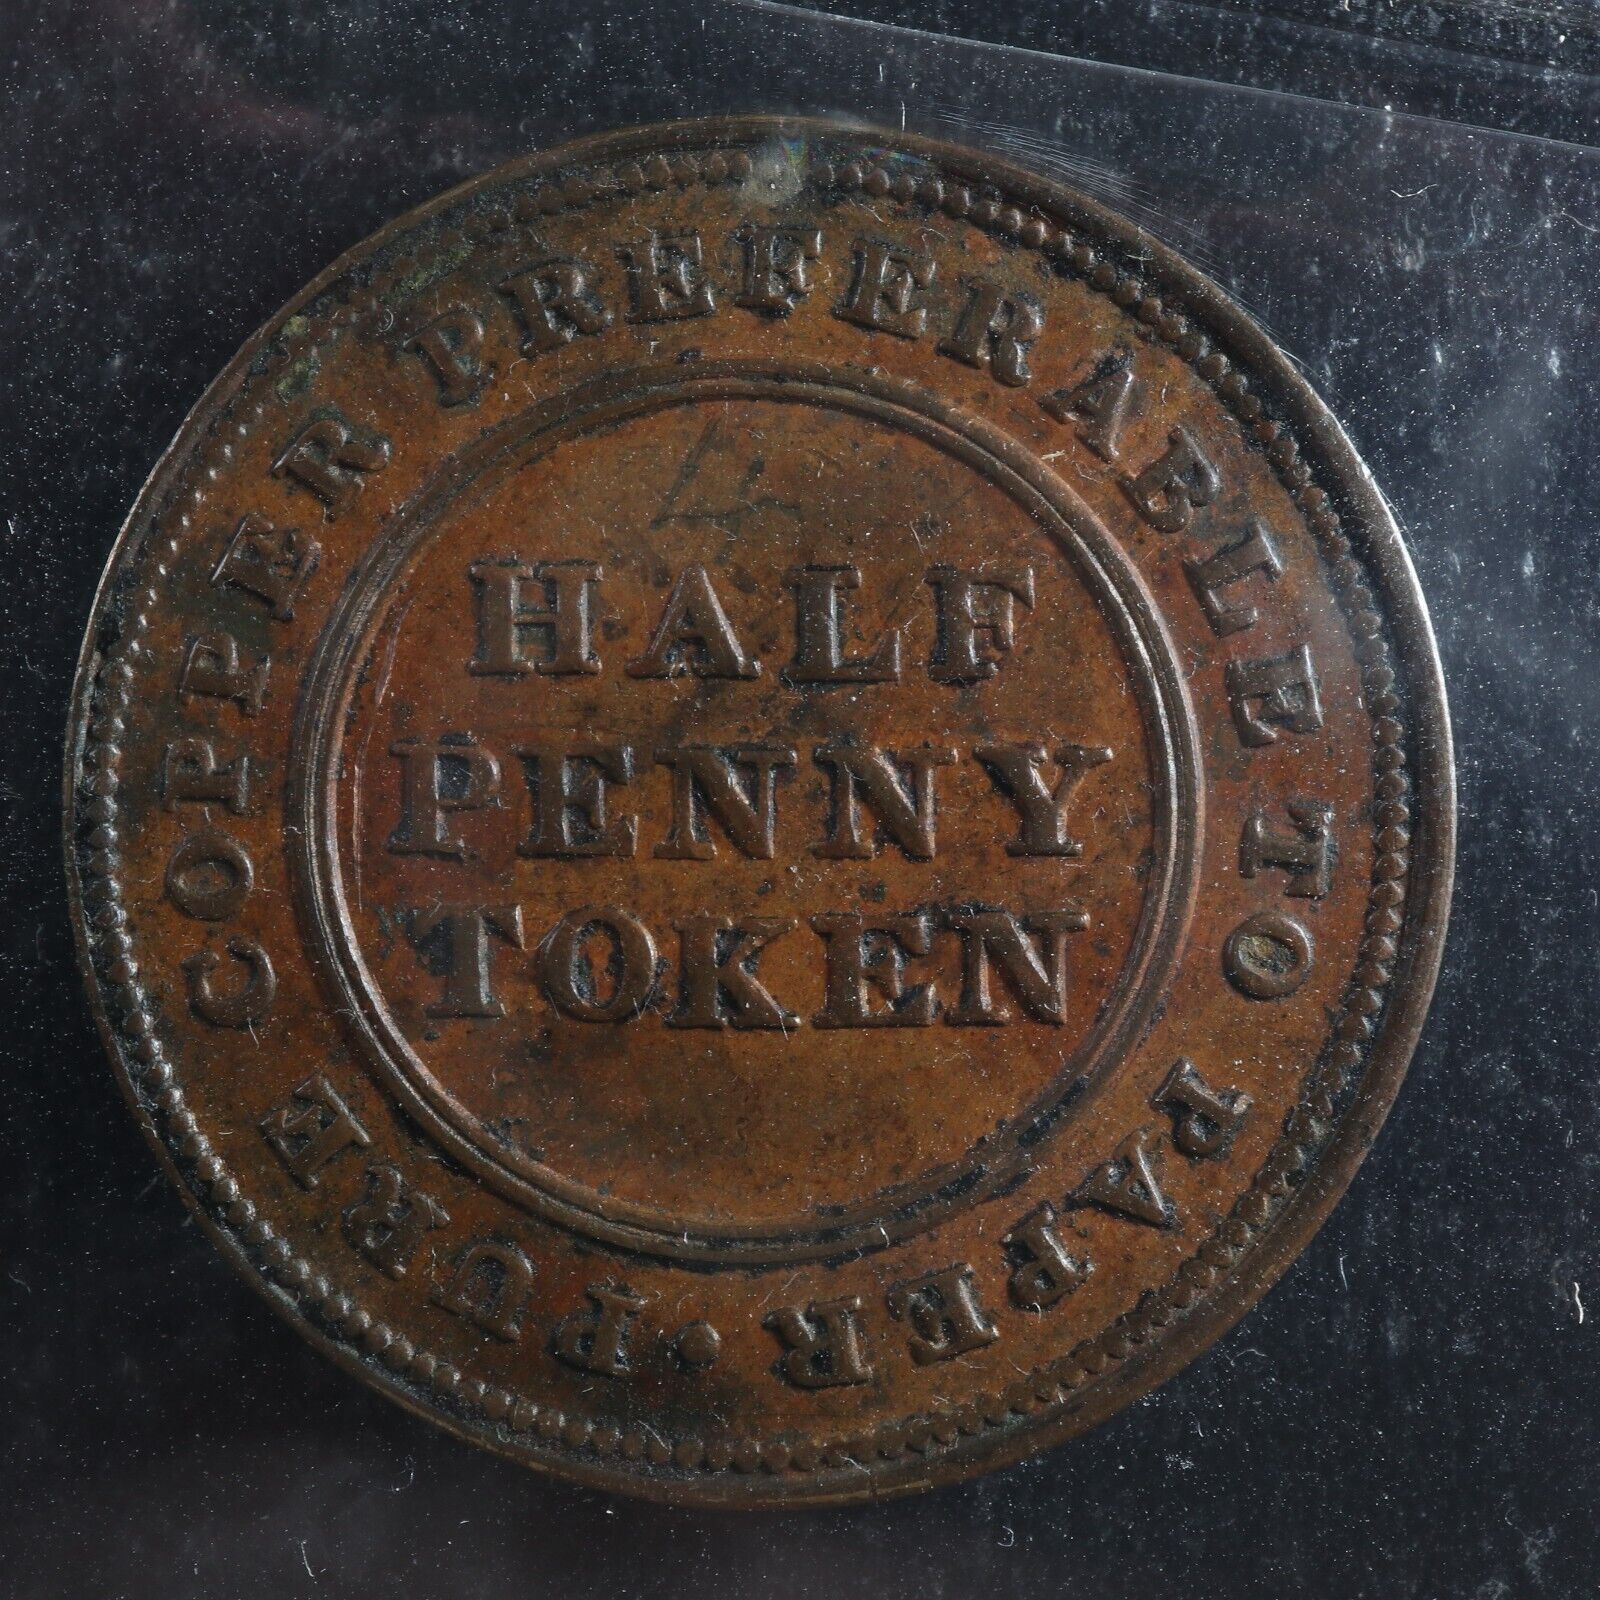 PURE COPPER PREFERABLE TO PAPER •
HALF
PENNY
TOKEN